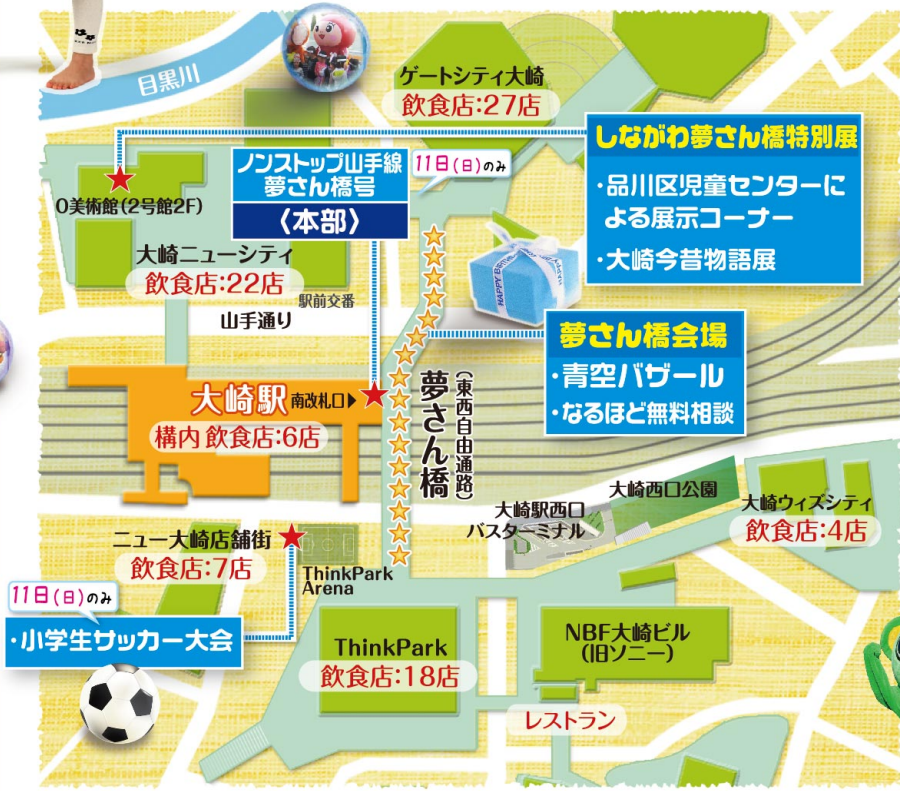 目黒川
ゲートシティ大崎
飲食店:27店
しながわ夢さん橋特別展
・品川区児童センターに
よる展示コーナー
・大崎今昔物語展
ノンストップ山手線
夢さん橋号
〈本部〉
11日(日)のみ
O美術館(2号館2F)
大崎ニューシティ
飲食店:22店
駅前交番
山手通り
HAPPY
夢さん橋会場
・青空バザール
・なるほど無料相談
大崎駅
南改札口▶
構内 飲食店:6店
夢さん橋
(東西自由通路)
大崎西口公園
大崎駅西口
バスターミナル
大崎ウィズシティ
飲食店:4店
ニュー大崎店舗街
飲食店:7店
ThinkPark
Arena
11日(日)のみ
・小学生サッカー大会
ThinkPark
飲食店:18店
NBF大崎ビル
(旧ソニー)
レストラン